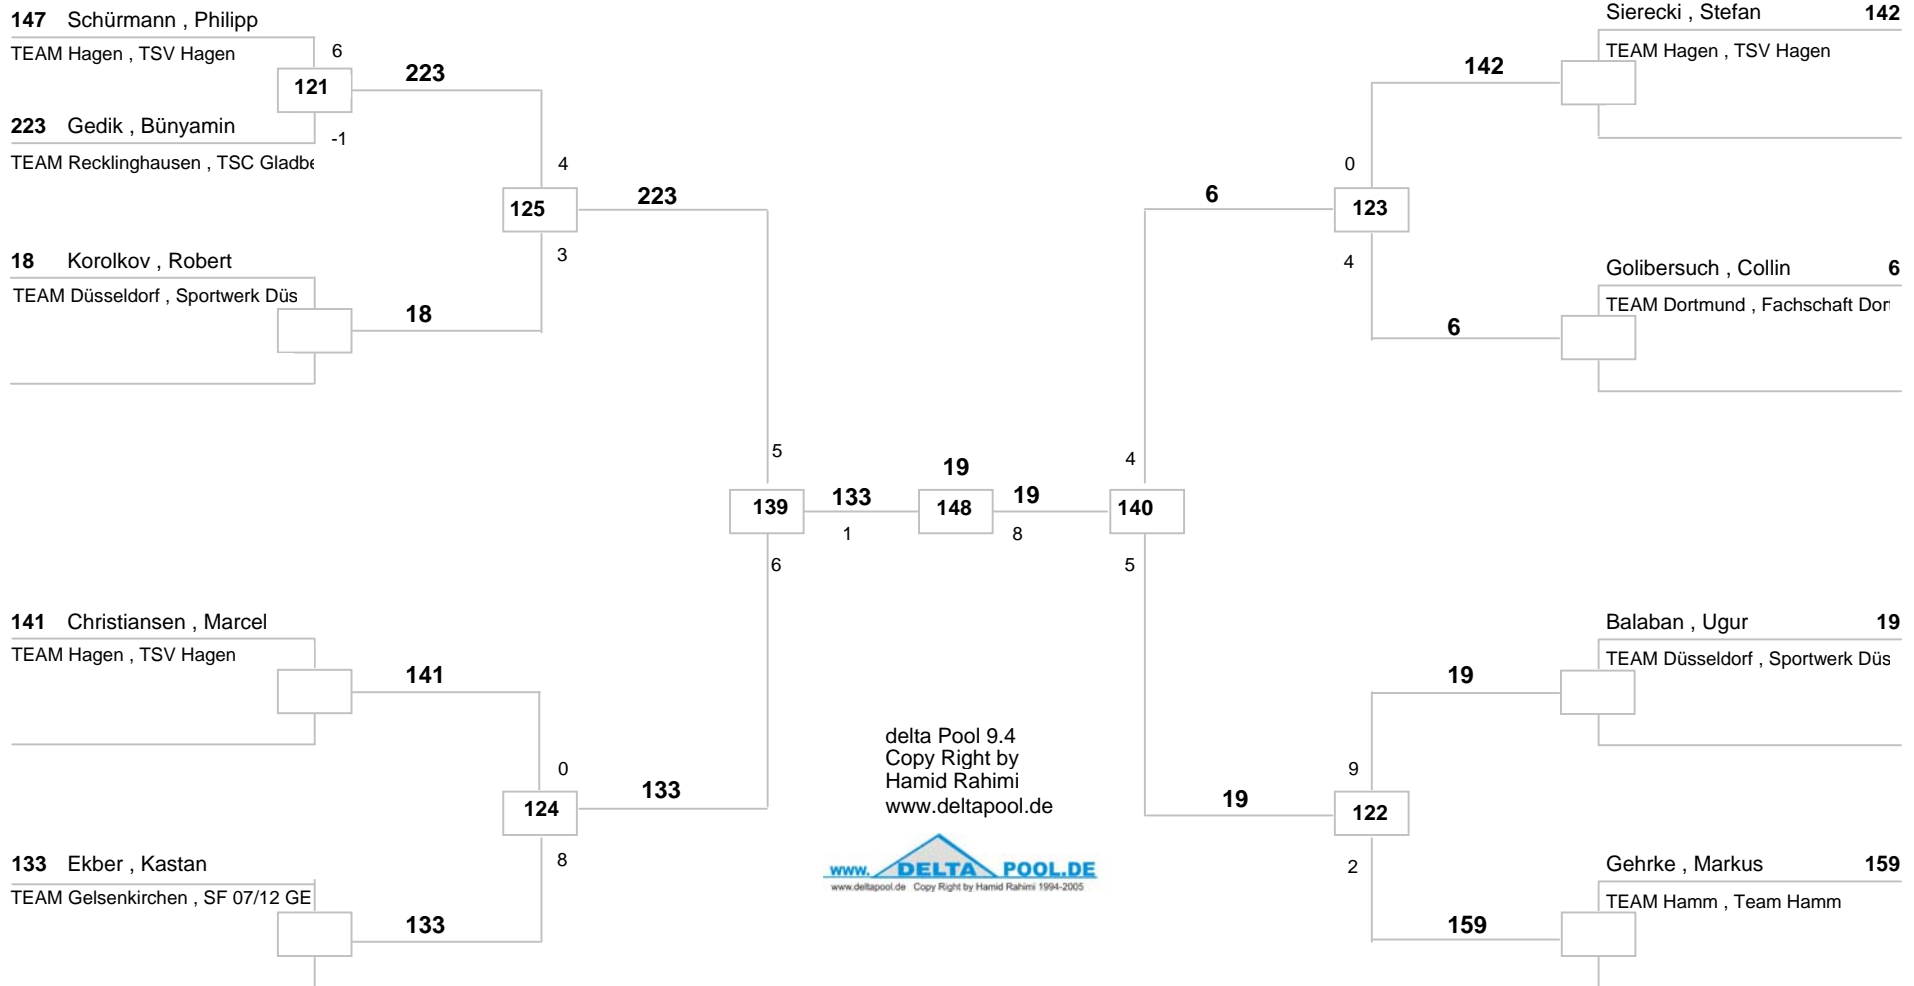 147 Schürmann , Philipp
TEAM Hagen , TSV Hagen
6
121
223
223 Gedik , Bünyamin
-1
TEAM Recklinghausen , TSC Gladbe
4
125
223
3
18 Korolkov , Robert
TEAM Düsseldorf , Sportwerk Düs
18
5
139
133
1
6
19
148
19
8
141 Christiansen , Marcel
TEAM Hagen , TSV Hagen
141
0
124
133
8
133 Ekber , Kastan
TEAM Gelsenkirchen , SF 07/12 GE
133
Sierecki , Stefan 142
TEAM Hagen , TSV Hagen
142
0
6
123
4
Golibersuch , Collin 6
TEAM Dortmund , Fachschaft Dort
6
4
140
5
Balaban , Ugur 19
TEAM Düsseldorf , Sportwerk Düs
19
9
19
122
2
Gehrke , Markus 159
TEAM Hamm , Team Hamm
159
delta Pool 9.4
Copy Right by
Hamid Rahimi
www.deltapool.de
www. DELTA POOL.DE
www.deltapool.de Copy Right by Hamid Rahimi 1994-2005